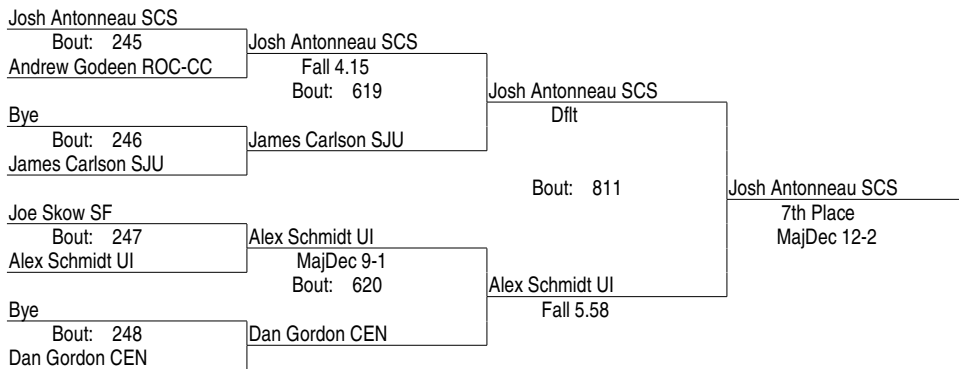 Josh Antonneau SCS
Bout: 245
Andrew Godeen ROC-CC
Josh Antonneau SCS
Fall 4.15
Bout: 619
Bye
Bout: 246
James Carlson SJU
James Carlson SJU
Josh Antonneau SCS
Dflt
Bout: 811
Joe Skow SF
Bout: 247
Alex Schmidt UI
Alex Schmidt UI
MajDec 9-1
Bout: 620
Bye
Bout: 248
Dan Gordon CEN
Dan Gordon CEN
Alex Schmidt UI
Fall 5.58
Josh Antonneau SCS
7th Place
MajDec 12-2